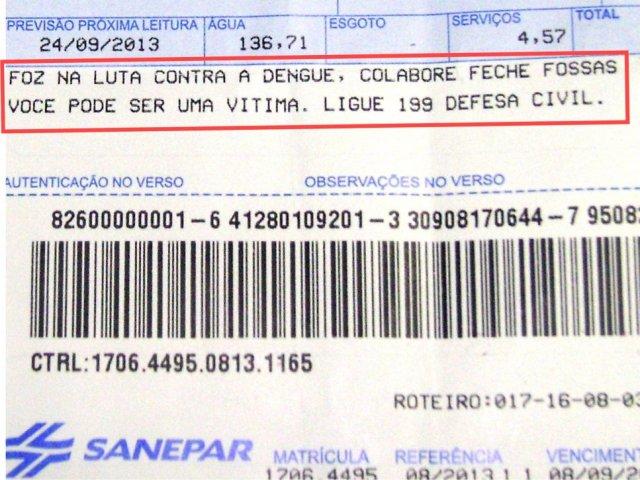 PREVISÃO PRÓXIMA LEITURA ÁGUA ESGOTO SERVIÇOS TOTAL
24/09/2013 136,71 4,57
FOZ NA LUTA CONTRA A DENGUE, COLABORE FECHE FOSSAS
VOCE PODE SER UMA VITIMA. LIGUE 199 DEFESA CIVIL.
AUTENTICAÇÃO NO VERSO OBSERVAÇÕES NO VERSO
82600000001-6 41280109201-3 30908170644-7 9508
CTRL:1706.4495.0813.1165
ROTEIRO:017-16-08-03
SANEPAR MATRÍCULA REFERÊNCIA VENCIMENT
1706.4495 08/2013 08/09/2